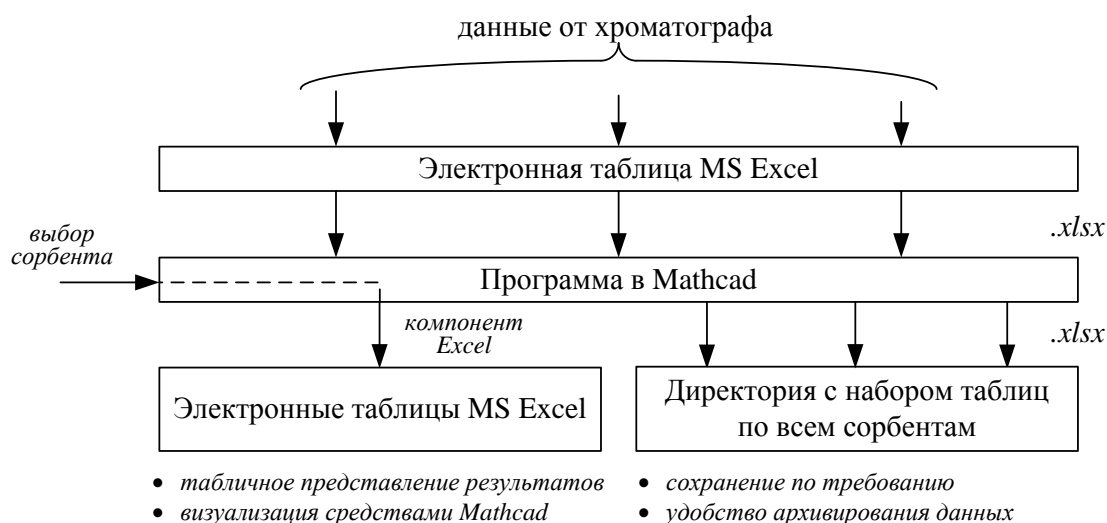 данные от хроматографа
Электронная таблица MS Excel
.xlsx
выбор
сорбента
Программа в Mathcad
компонент
Excel
.xlsx
Электронные таблицы MS Excel
Директория с набором таблиц
по всем сорбентам
• табличное представление результатов
• визуализация средствами Mathcad
• сохранение по требованию
• удобство архивирования данных